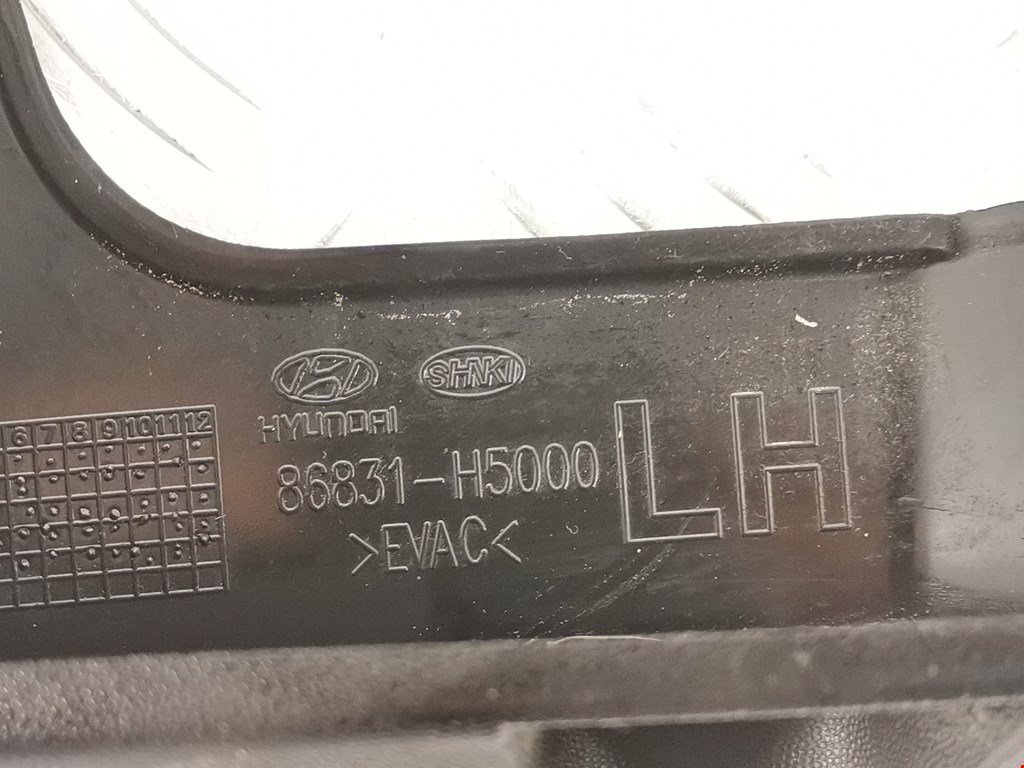 SHNKI
HYUNDAI
6 7 8 9 10 11 12
86831-H5000
LH
>EVAC<